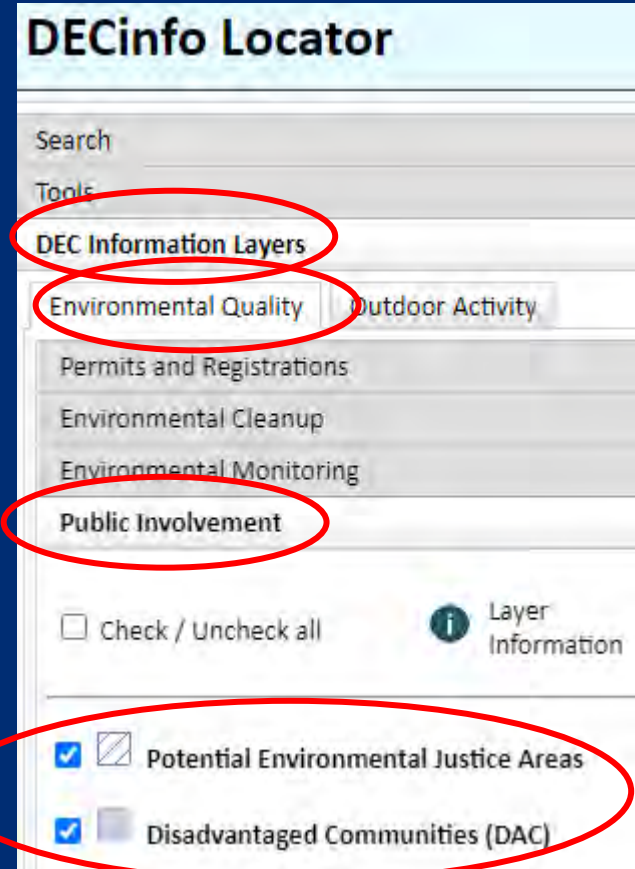 DECinfo Locator
Search
Tools
DEC Information Layers
Environmental Quality Outdoor Activity
Permits and Registrations
Environmental Cleanup
Environmental Monitoring
Public Involvement
Check / Uncheck all i Layer
Information
Potential Environmental Justice Areas
Disadvantaged Communities (DAC)